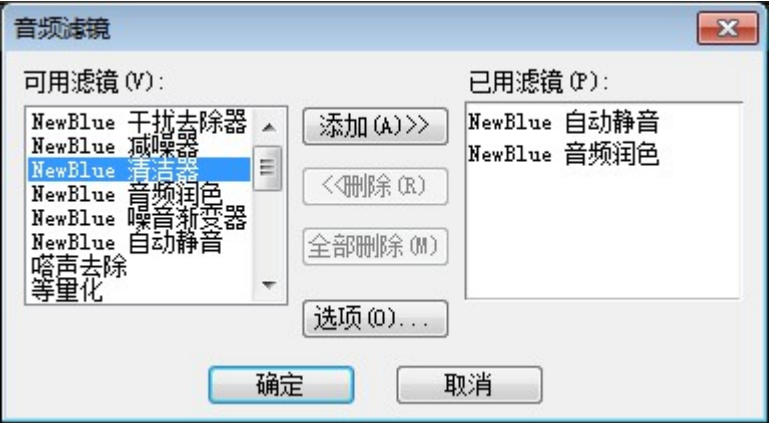 音频滤镜
可用滤镜(V):
NewBlue 干扰去除器
NewBlue 减噪器
NewBlue 清洁器
NewBlue 音频润色
NewBlue 噪音渐变器
NewBlue 自动静音
嗒声去除
等量化
添加(A)>>
<<删除(R)
全部删除(M)
选项(O)...
已用滤镜(P):
NewBlue 自动静音
NewBlue 音频润色
确定
取消